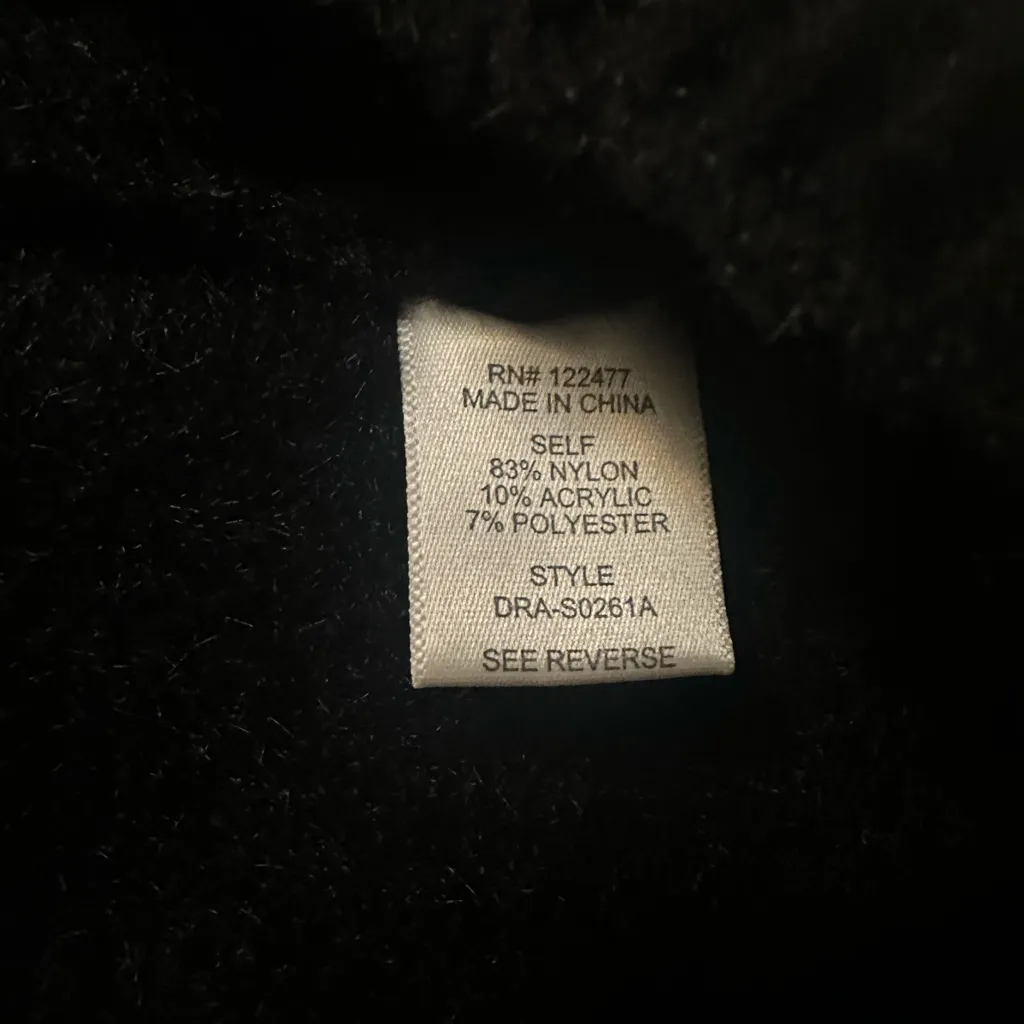 RN# 122477
MADE IN CHINA
SELF
83% NYLON
10% ACRYLIC
7% POLYESTER
STYLE
DRA-S0261A
SEE REVERSE